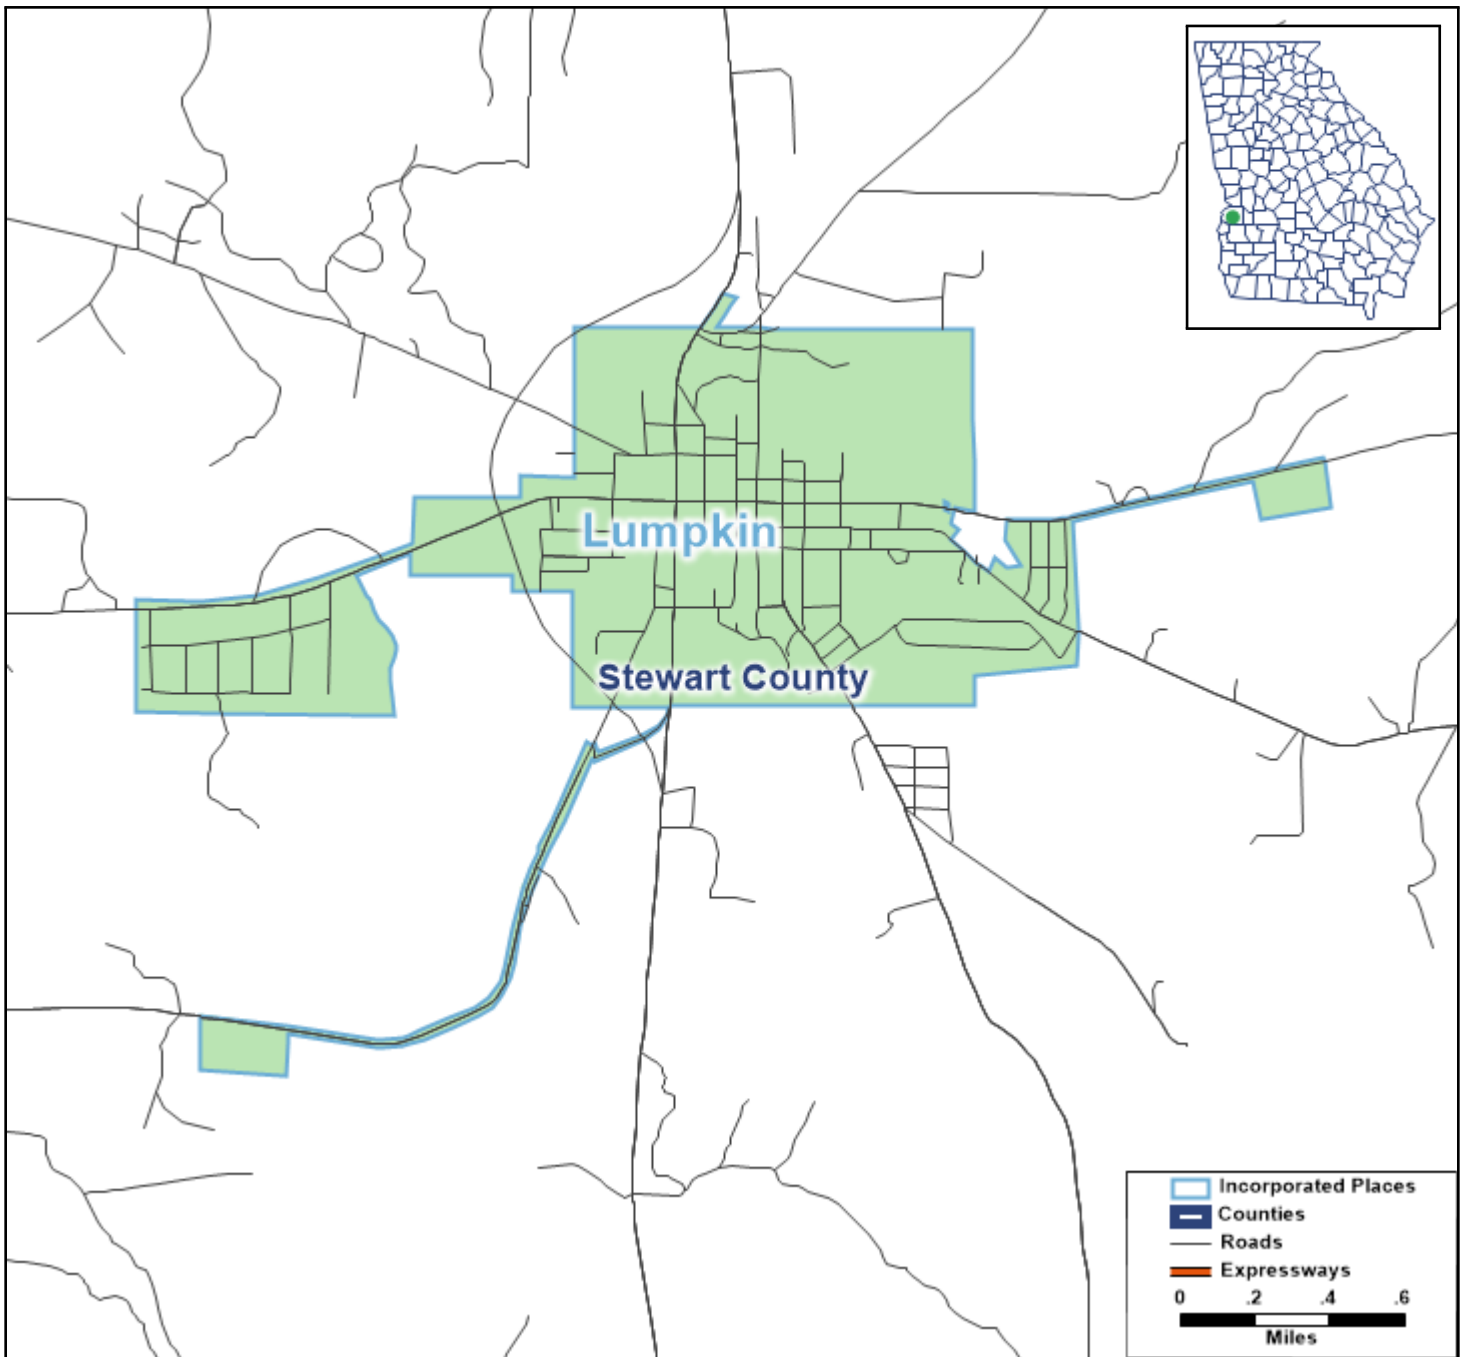 Lumpkin
Stewart County
Incorporated Places
Counties
Roads
Expressways
0 .2 .4 .6
Miles